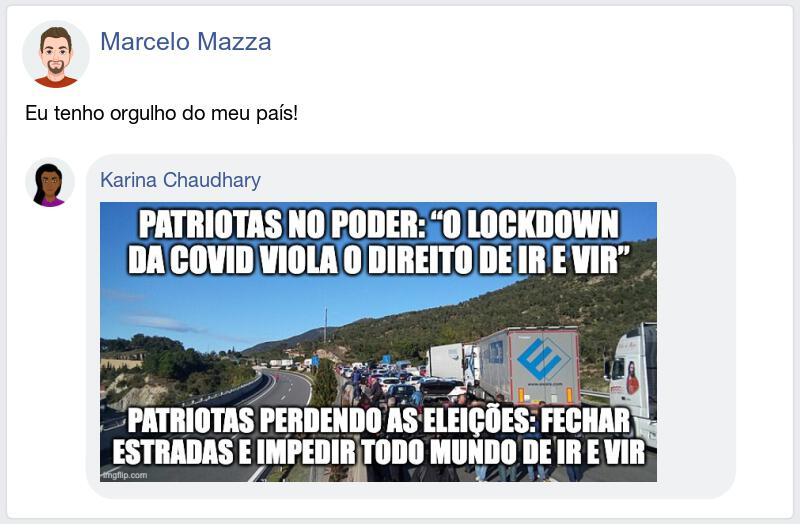 Marcelo Mazza
Eu tenho orgulho do meu país!
Karina Chaudhary
PATRIOTAS NO PODER: “O LOCKDOWN
DA COVID VIOLA O DIREITO DE IR E VIR”
PATRIOTAS PERDENDO AS ELEIÇÕES: FECHAR
ESTRADAS E IMPEDIR TODO MUNDO DE IR E VIR
imgflip.com